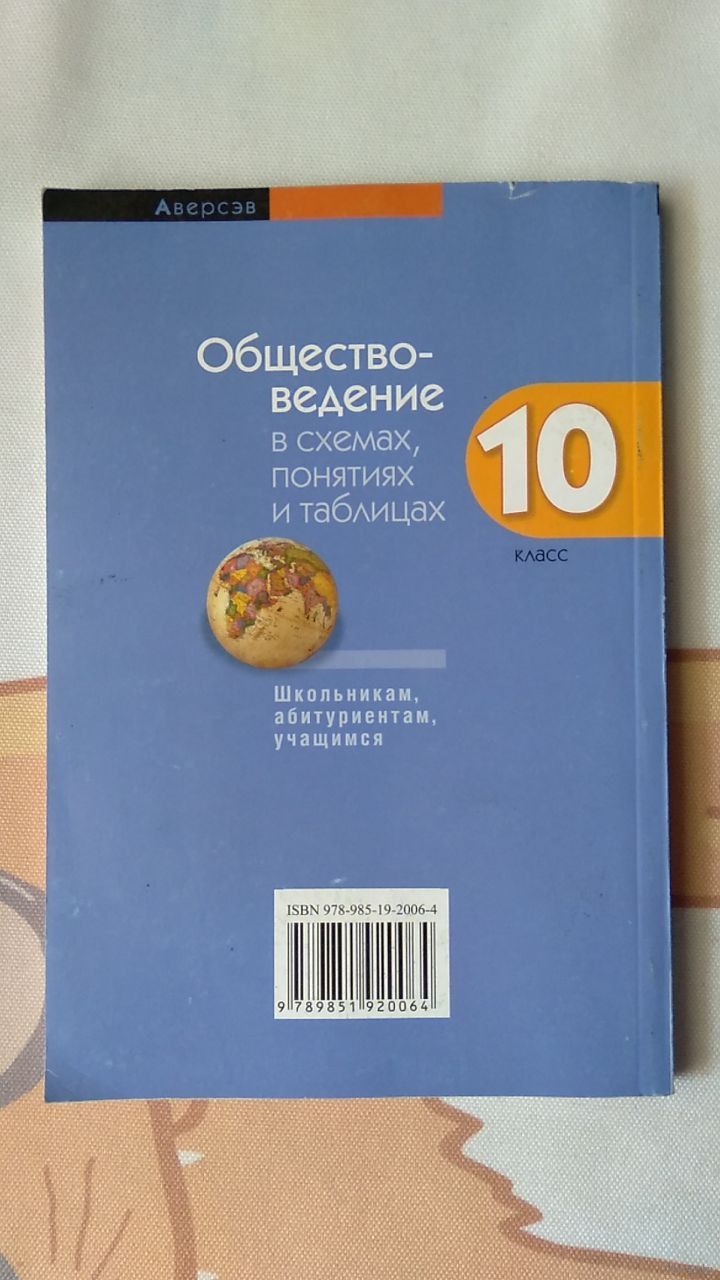 Аверсэв
Общество-
ведение
в схемах,
понятиях
и таблицах
10
класс
Школьникам,
абитуриентам,
учащимся
ISBN 978-985-19-2006-4
9 789851 920064